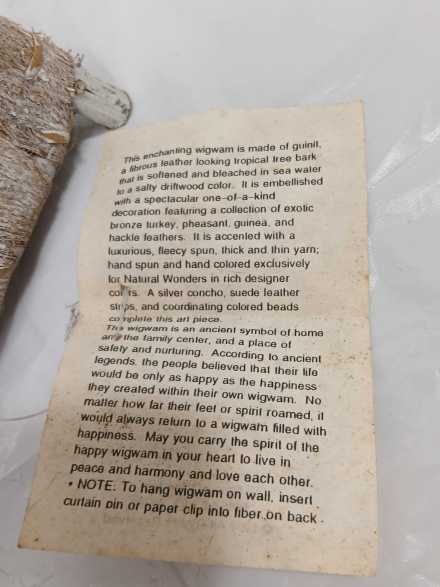 This enchanting wigwam is made of guinil,
a fibrous leather looking tropical tree bark
that is softened and bleached in sea water
to a salty driftwood color. It is embellished
with a spectacular one-of-a-kind
decoration featuring a collection of exotic
bronze turkey, pheasant, guinea, and
hackle feathers. It is accented with a
luxurious, fleecy spun, thick and thin yarn;
hand spun and hand colored exclusively
for Natural Wonders in rich designer
colors. A silver concho, suede leather
strips, and coordinating colored beads
complete this art piece.
This wigwam is an ancient symbol of home
and the family center, and a place of
safety and nurturing. According to ancient
legends, the people believed that their life
would be only as happy as the happiness
they created within their own wigwam. No
matter how far their feet or spirit roamed, it
would always return to a wigwam filled with
happiness. May you carry the spirit of the
happy wigwam in your heart to live in
peace and harmony and love each other.
• NOTE: To hang wigwam on wall, insert
curtain pin or paper clip into fiber on back.